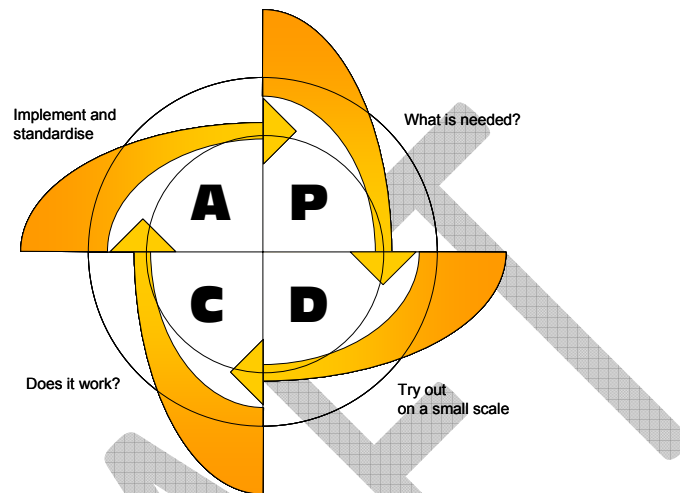 Implement and
standardise
What is needed?
A P
C D
Does it work?
Try out
on a small scale